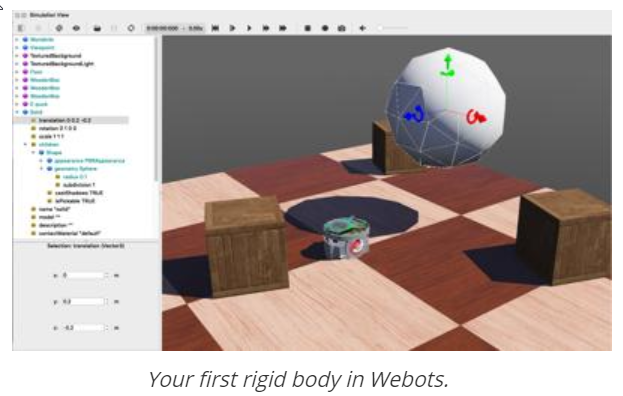 Simulation View
0:00:00:000 - 0.00x
WorldInfo
Viewpoint
TexturedBackground
TexturedBackgroundLight
Floor
WoodenBox
WoodenBox
WoodenBox
E-puck
Solid
translation 0 0.2 -0.2
rotation 0 1 0 0
scale 1 1 1
children
Shape
appearance PBRAppearance
geometry Sphere
radius 0.1
subdivision 1
castShadows TRUE
isPickable TRUE
name "solid"
model ""
description ""
contactMaterial "default"
Selection: translation (Vector3)
x: 0 m
y: 0.2 m
z: -0.2 m
Your first rigid body in Webots.